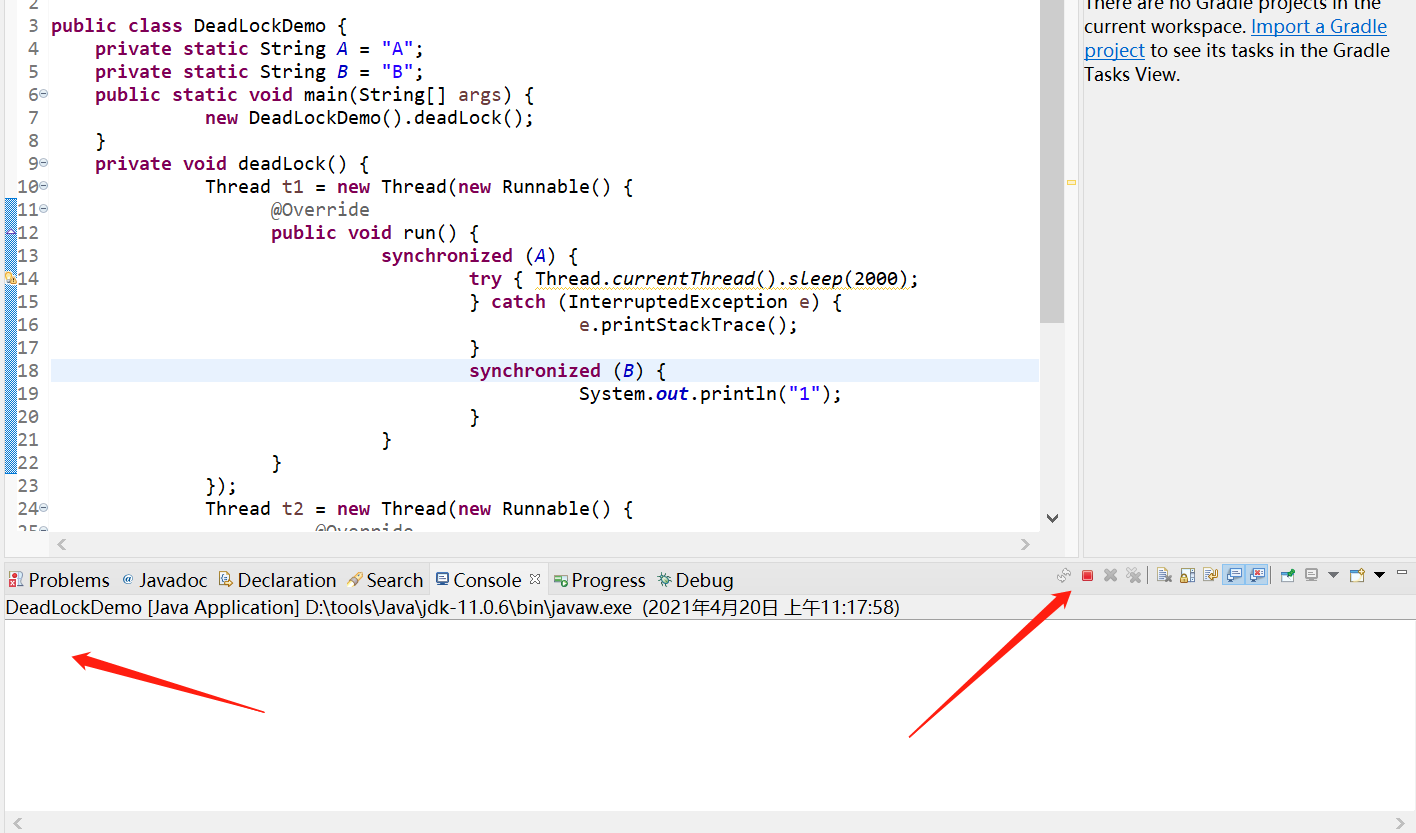 2
3 public class DeadLockDemo {
4 private static String A = "A";
5 private static String B = "B";
6 public static void main(String[] args) {
7 new DeadLockDemo().deadLock();
8 }
9 private void deadLock() {
10 Thread t1 = new Thread(new Runnable() {
11 @Override
12 public void run() {
13 synchronized (A) {
14 try { Thread.currentThread().sleep(2000);
15 } catch (InterruptedException e) {
16 e.printStackTrace();
17 }
18 synchronized (B) {
19 System.out.println("1");
20 }
21 }
22 }
23 });
24 Thread t2 = new Thread(new Runnable() {
25 @Override
There are no Gradle projects in the
current workspace. Import a Gradle
project to see its tasks in the Gradle
Tasks View.
Problems Javadoc Declaration Search Console Progress Debug
DeadLockDemo [Java Application] D:\tools\Java\jdk-11.0.6\bin\javaw.exe (2021年4月20日 上午11:17:58)